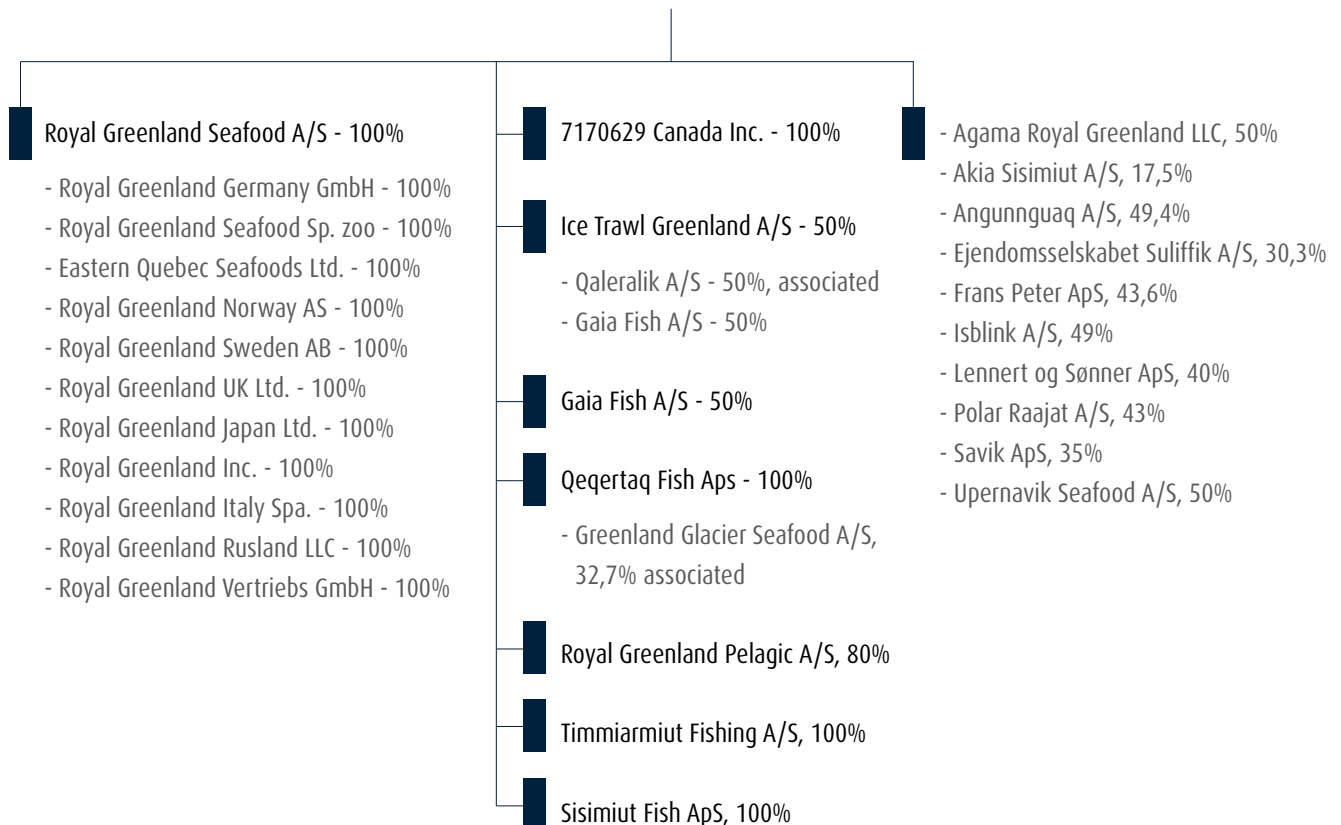 Royal Greenland Seafood A/S - 100%
- Royal Greenland Germany GmbH - 100%
- Royal Greenland Seafood Sp. zoo - 100%
- Eastern Quebec Seafoods Ltd. - 100%
- Royal Greenland Norway AS - 100%
- Royal Greenland Sweden AB - 100%
- Royal Greenland UK Ltd. - 100%
- Royal Greenland Japan Ltd. - 100%
- Royal Greenland Inc. - 100%
- Royal Greenland Italy Spa. - 100%
- Royal Greenland Rusland LLC - 100%
- Royal Greenland Vertriebs GmbH - 100%
7170629 Canada Inc. - 100%
Ice Trawl Greenland A/S - 50%
- Qaleralik A/S - 50%, associated
- Gaia Fish A/S - 50%
Gaia Fish A/S - 50%
Qeqertaq Fish Aps - 100%
- Greenland Glacier Seafood A/S,
32,7% associated
Royal Greenland Pelagic A/S, 80%
Timmiarmiut Fishing A/S, 100%
Sisimiut Fish ApS, 100%
- Agama Royal Greenland LLC, 50%
- Akia Sisimiut A/S, 17,5%
- Angunnguaq A/S, 49,4%
- Ejendomsselskabet Suliffik A/S, 30,3%
- Frans Peter ApS, 43,6%
- Isblink A/S, 49%
- Lennert og Sønner ApS, 40%
- Polar Raajat A/S, 43%
- Savik ApS, 35%
- Upernavik Seafood A/S, 50%